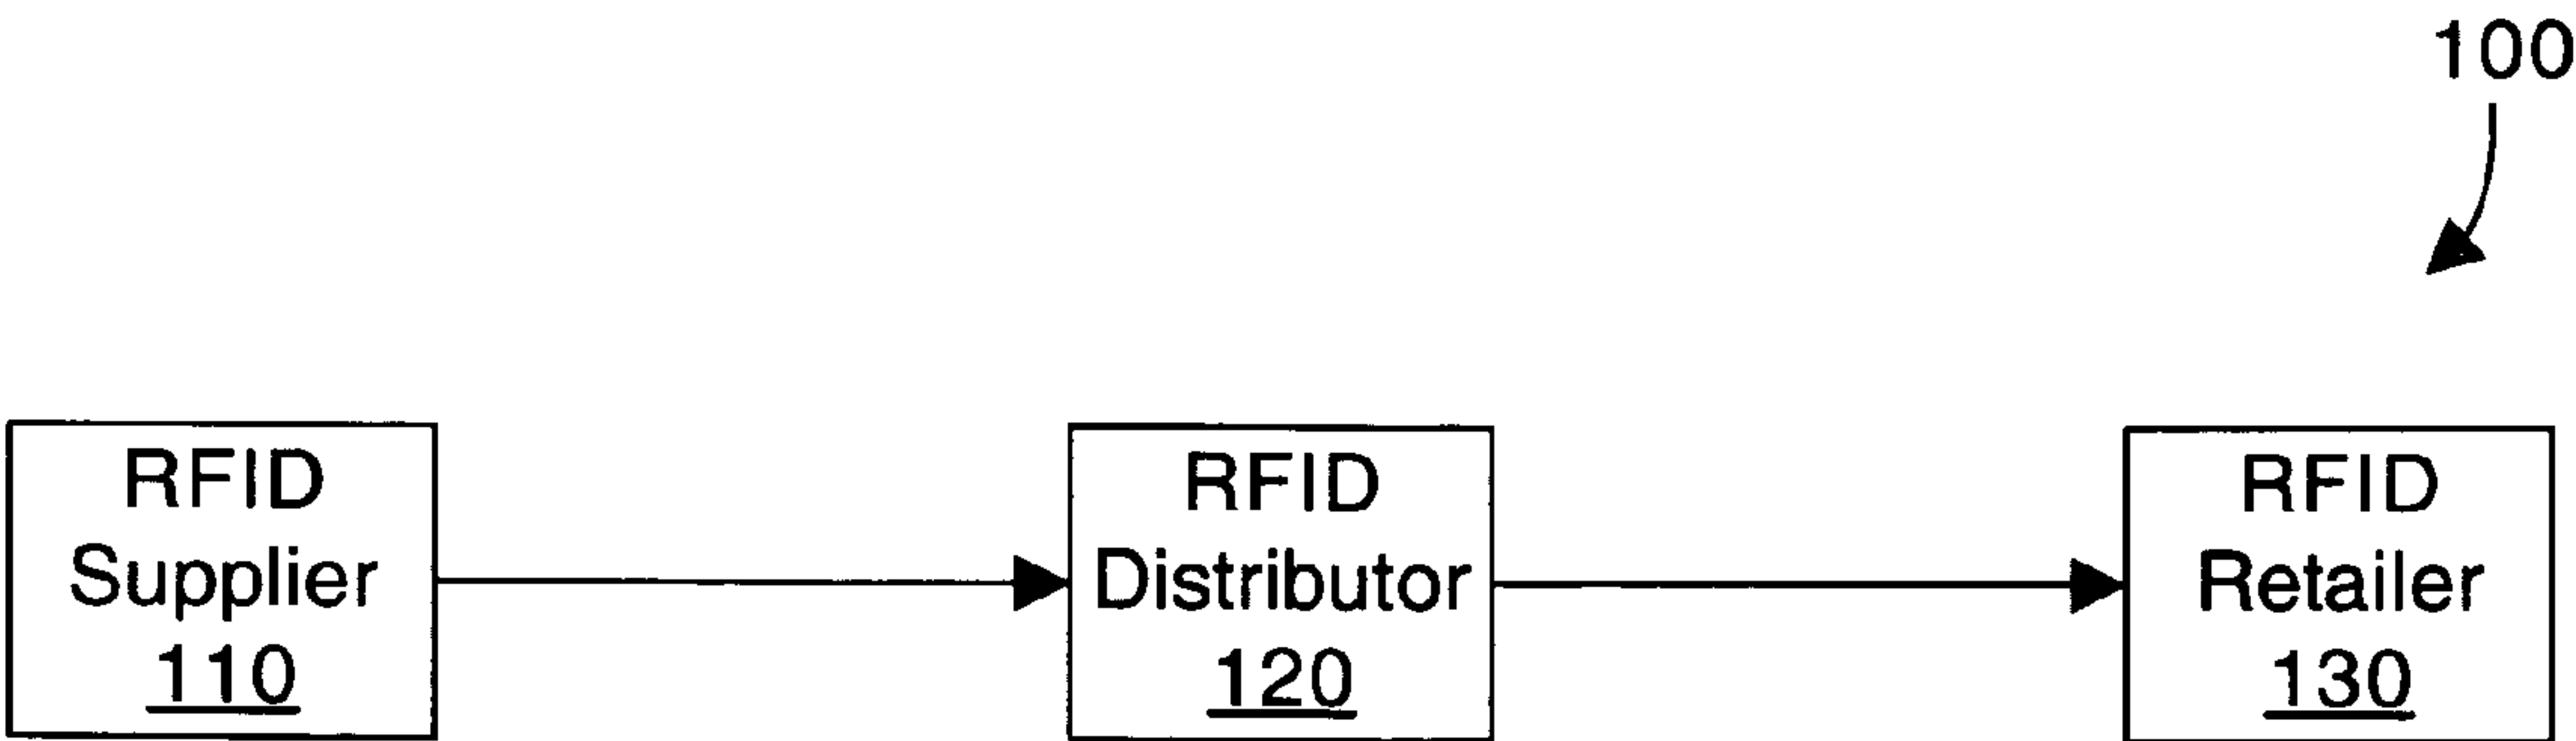 100
RFID
Supplier
110
RFID
Distributor
120
RFID
Retailer
130